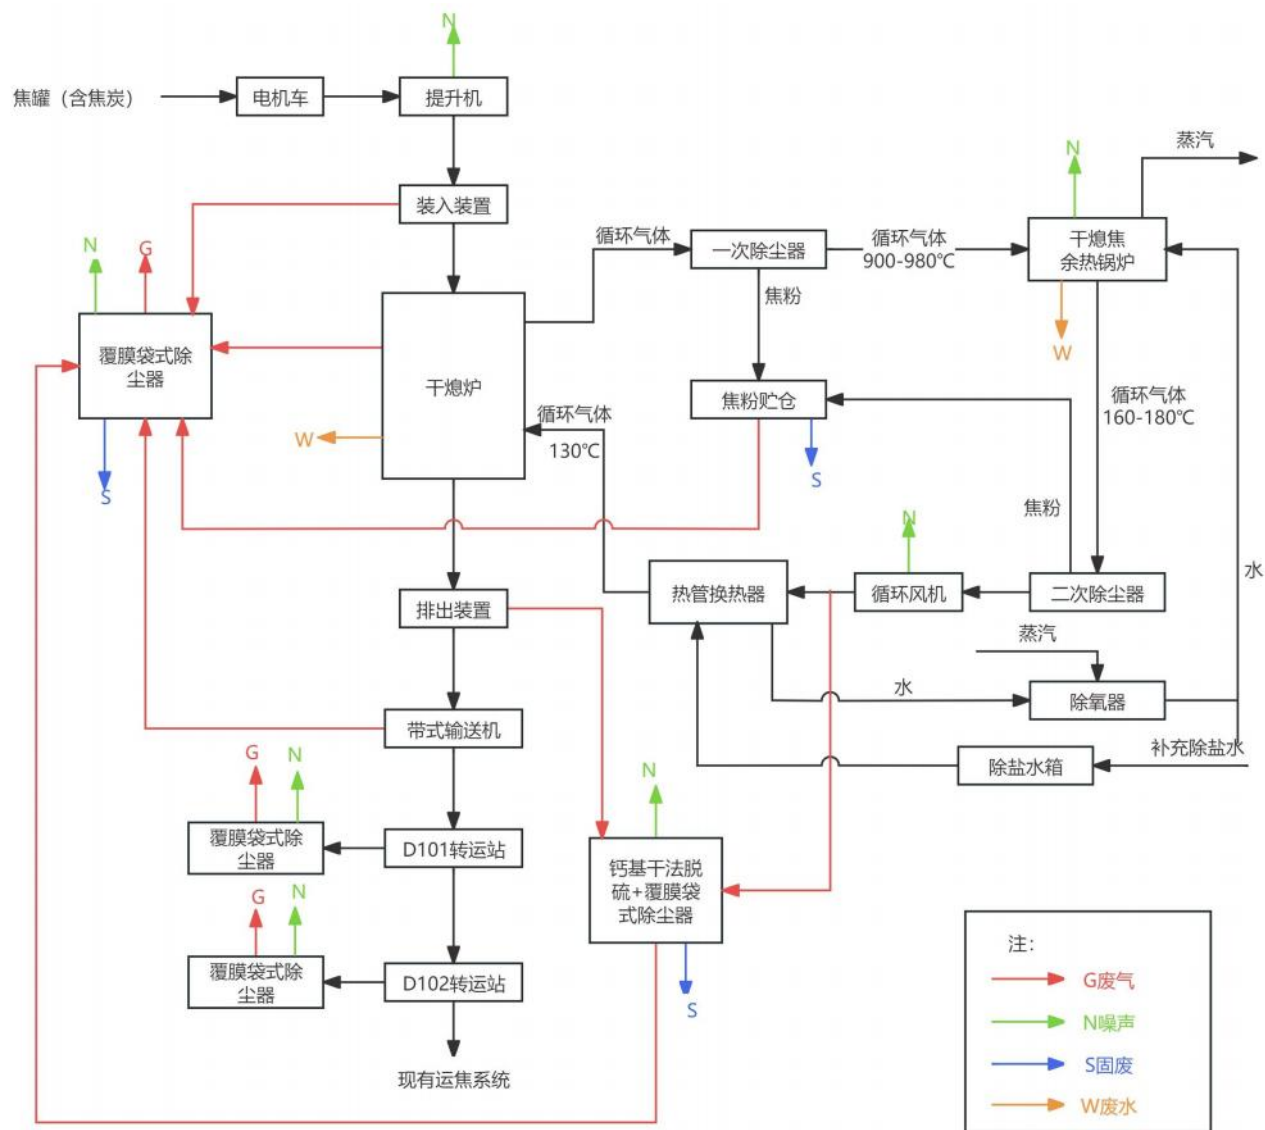 N
焦罐（含焦炭）
电机车
提升机
蒸汽
N
装入装置
循环气体
一次除尘器
循环气体
900-980℃
干熄焦
余热锅炉
N
G
焦粉
W
覆膜袋式除
尘器
干熄炉
焦粉贮仓
循环气体
160-180℃
循环气体
130℃
W
S
S
焦粉
N
水
排出装置
热管换热器
循环风机
二次除尘器
蒸汽
水
除氧器
带式输送机
补充除盐水
除盐水箱
G
N
N
覆膜袋式除
尘器
D101转运站
钙基干法脱
硫+覆膜袋
式除尘器
G
N
覆膜袋式除
尘器
D102转运站
S
现有运焦系统
注：
G废气
N噪声
S固废
W废水